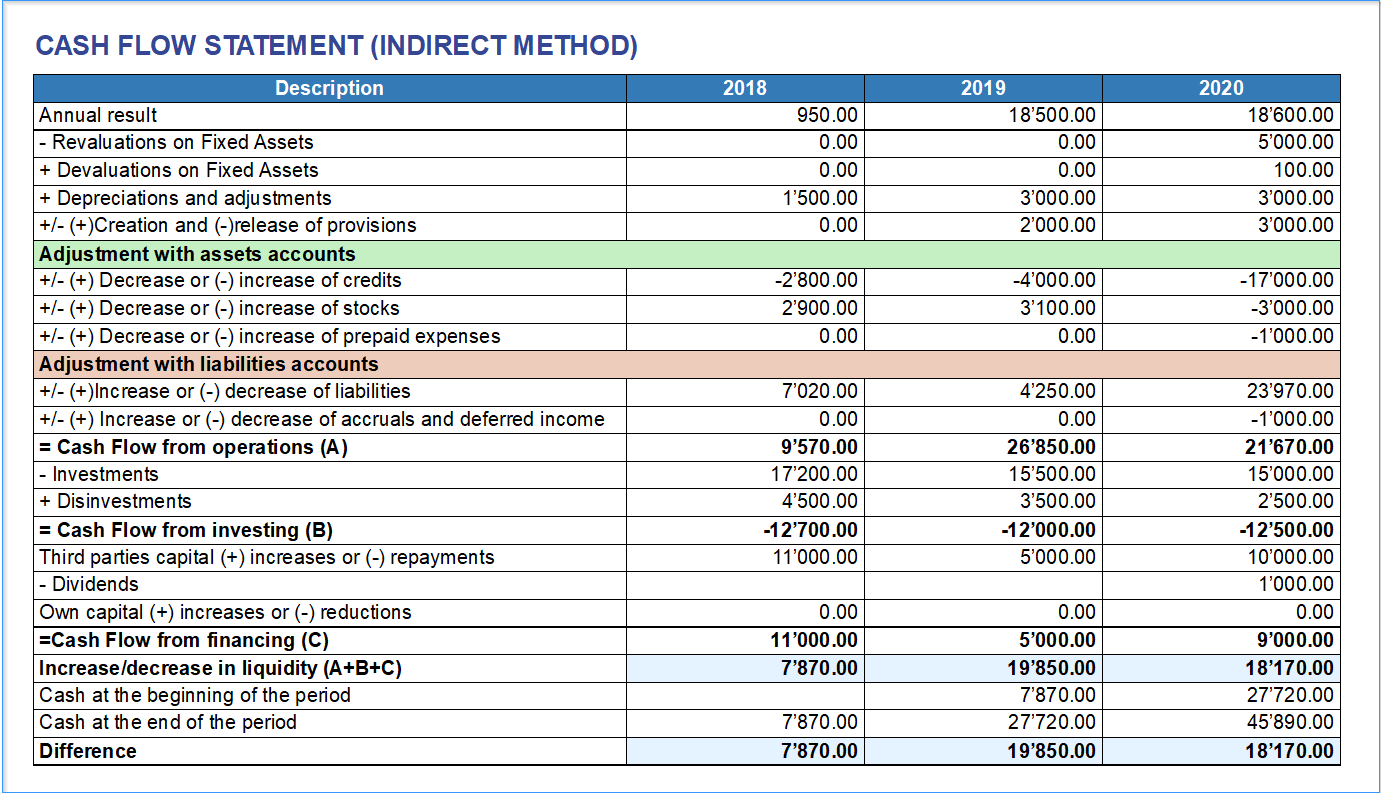 CASH FLOW STATEMENT (INDIRECT METHOD)
Description 2018 2019 2020
Annual result 950.00 18’500.00 18’600.00
- Revaluations on Fixed Assets 0.00 0.00 5’000.00
+ Devaluations on Fixed Assets 0.00 0.00 100.00
+ Depreciations and adjustments 1’500.00 3’000.00 3’000.00
+/- (+)Creation and (-)release of provisions 0.00 2’000.00 3’000.00
Adjustment with assets accounts
+/- (+) Decrease or (-) increase of credits -2’800.00 -4’000.00 -17’000.00
+/- (+) Decrease or (-) increase of stocks 2’900.00 3’100.00 -3’000.00
+/- (+) Decrease or (-) increase of prepaid expenses 0.00 0.00 -1’000.00
Adjustment with liabilities accounts
+/- (+)Increase or (-) decrease of liabilities 7’020.00 4’250.00 23’970.00
+/- (+) Increase or (-) decrease of accruals and deferred income 0.00 0.00 -1’000.00
= Cash Flow from operations (A) 9’570.00 26’850.00 21’670.00
- Investments 17’200.00 15’500.00 15’000.00
+ Disinvestments 4’500.00 3’500.00 2’500.00
= Cash Flow from investing (B) -12’700.00 -12’000.00 -12’500.00
Third parties capital (+) increases or (-) repayments 11’000.00 5’000.00 10’000.00
- Dividends 1’000.00
Own capital (+) increases or (-) reductions 0.00 0.00 0.00
=Cash Flow from financing (C) 11’000.00 5’000.00 9’000.00
Increase/decrease in liquidity (A+B+C) 7’870.00 19’850.00 18’170.00
Cash at the beginning of the period 7’870.00 27’720.00
Cash at the end of the period 7’870.00 27’720.00 45’890.00
Difference 7’870.00 19’850.00 18’170.00